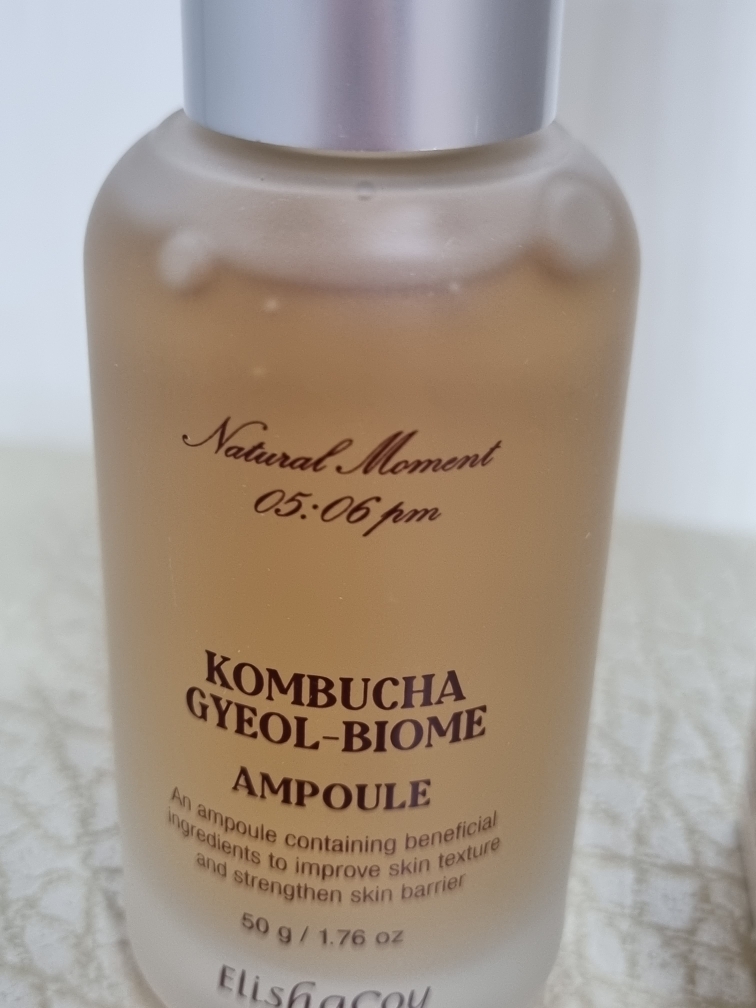 Natural Moment
05:06 pm
KOMBUCHA
GYEOL-BIOME
AMPOULE
An ampoule containing beneficial
ingredients to improve skin texture
and strengthen skin barrier
50 g / 1.76 oz
Elishacoy